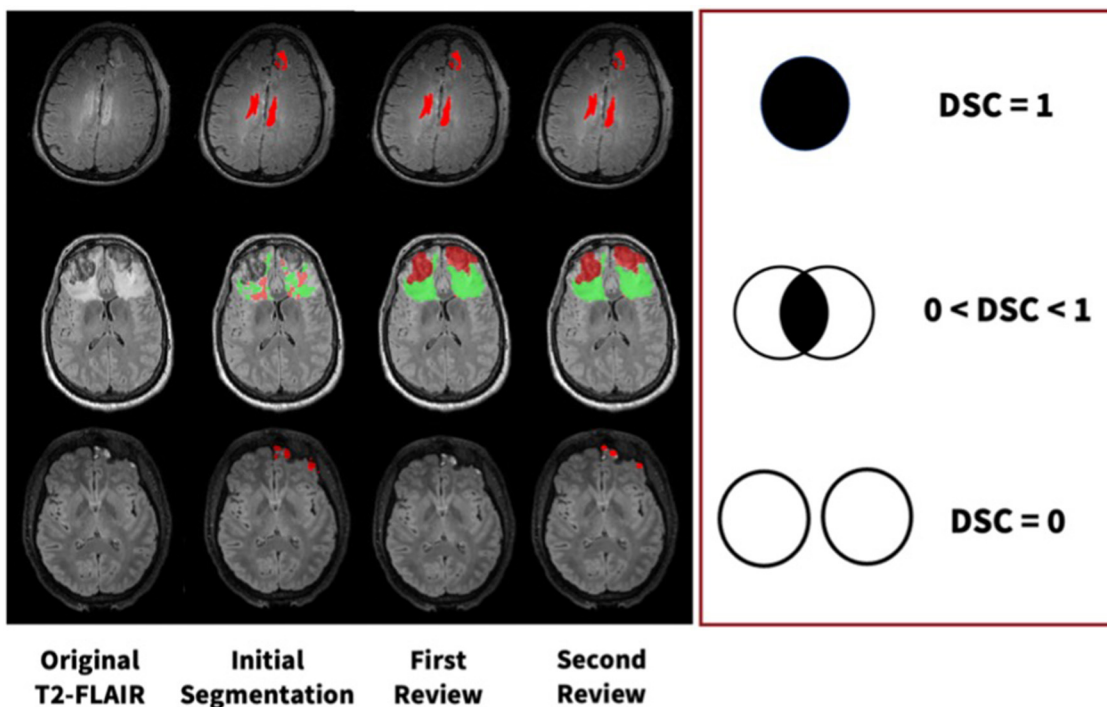 DSC = 1
0 < DSC < 1
DSC = 0
Original
T2-FLAIR
Initial
Segmentation
First
Review
Second
Review